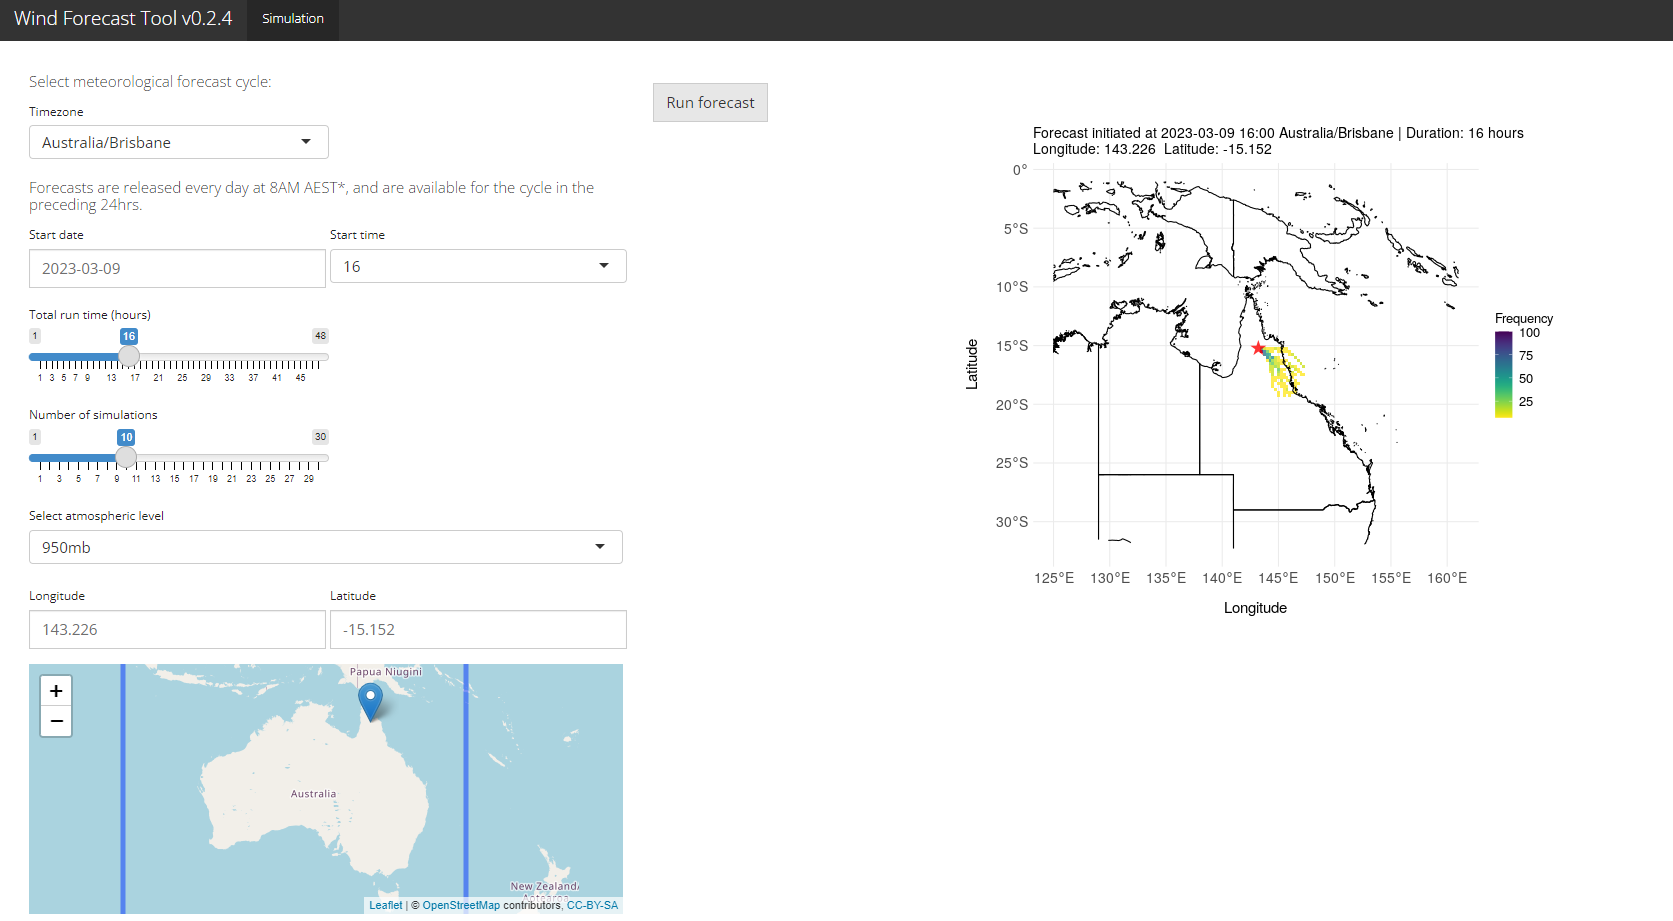 Wind Forecast Tool v0.2.4
Simulation
Select meteorological forecast cycle:
Timezone
Australia/Brisbane
Forecasts are released every day at 8AM AEST*, and are available for the cycle in the
preceding 24hrs.
Start date
Start time
2023-03-09
16
Total run time (hours)
1
16
48
1 3 5 7 9 13 17 21 25 29 33 37 41 45
Number of simulations
1
10
30
1 3 5 7 9 11 13 15 17 19 21 23 25 27 29
Select atmospheric level
950mb
Longitude
Latitude
143.226
-15.152
+
−
Papua Niugini
Australia
New Zealand/
Aotearoa
Leaflet | © OpenStreetMap contributors, CC-BY-SA
Run forecast
Forecast initiated at 2023-03-09 16:00 Australia/Brisbane | Duration: 16 hours
Longitude: 143.226 Latitude: -15.152
0°
5°S
10°S
15°S
20°S
25°S
30°S
Latitude
125°E 130°E 135°E 140°E 145°E 150°E 155°E 160°E
Longitude
Frequency
100
75
50
25